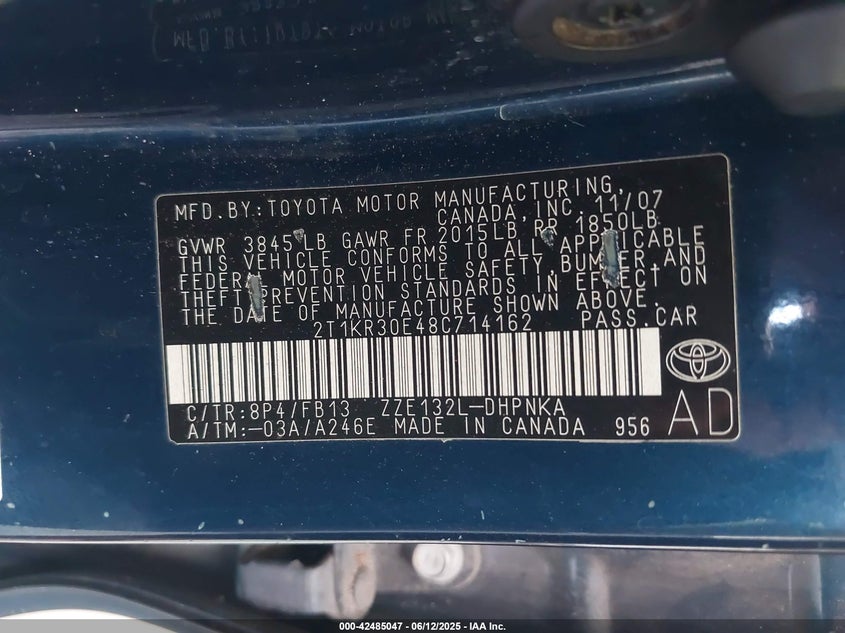 MFD.BY:TOYOTA MOTOR MANUFACTURING,
CANADA,INC. 11/07
GVWR 3845 LB GAWR FR 2015LB RR 1850LB
THIS VEHICLE CONFORMS TO ALL APPLICABLE
FEDERAL MOTOR VEHICLE SAFETY,BUMPER,AND
THEFT PREVENTION STANDARDS IN EFFECT ON
THE DATE OF MANUFACTURE SHOWN ABOVE.
2T1KR30E48C714162 PASS.CAR
C/TR:8P4/FB13 ZZE132L-DHPNKA
A/TM:-03A/A246E MADE IN CANADA 956
AD
000-42485047 - 06/12/2025 - IAA Inc.